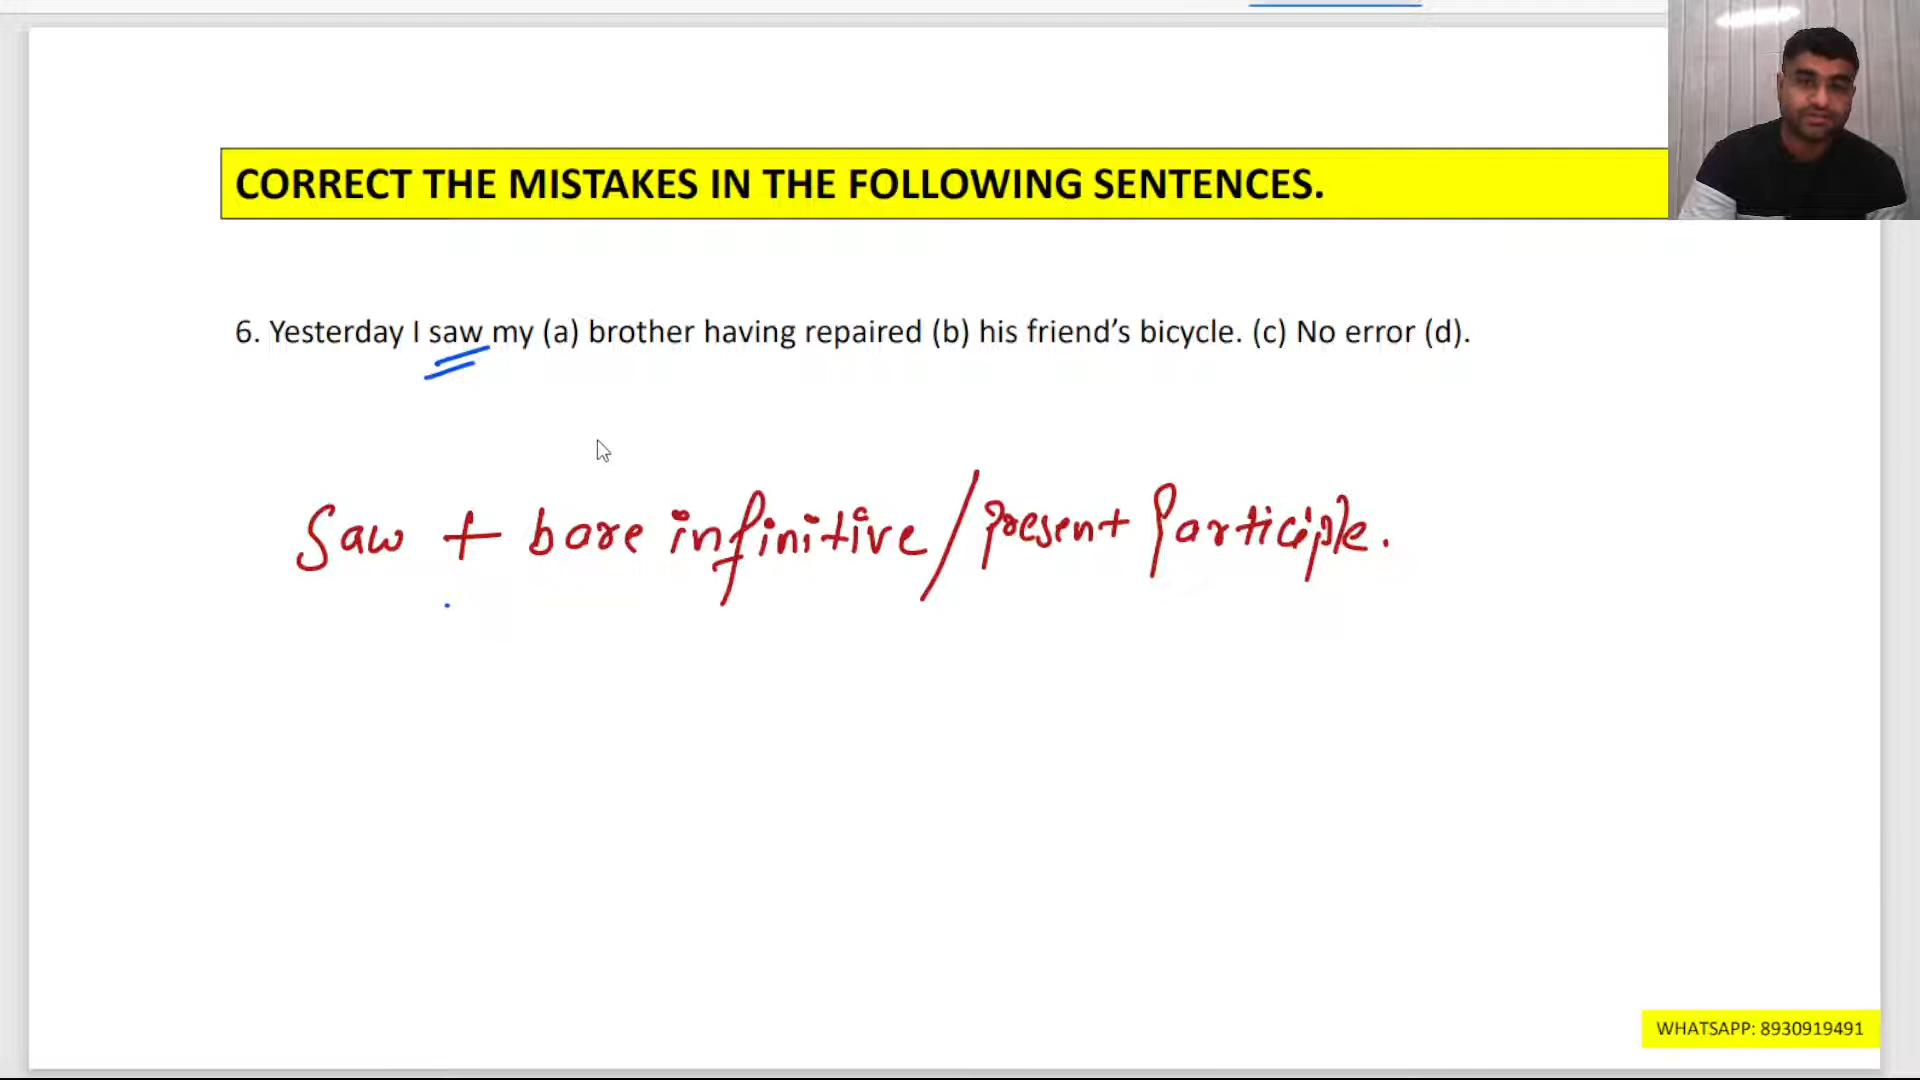 CORRECT THE MISTAKES IN THE FOLLOWING SENTENCES.
6. Yesterday I saw my (a) brother having repaired (b) his friend’s bicycle. (c) No error (d).
Saw + bare infinitive/Present Participle.
WHATSAPP: 8930919491